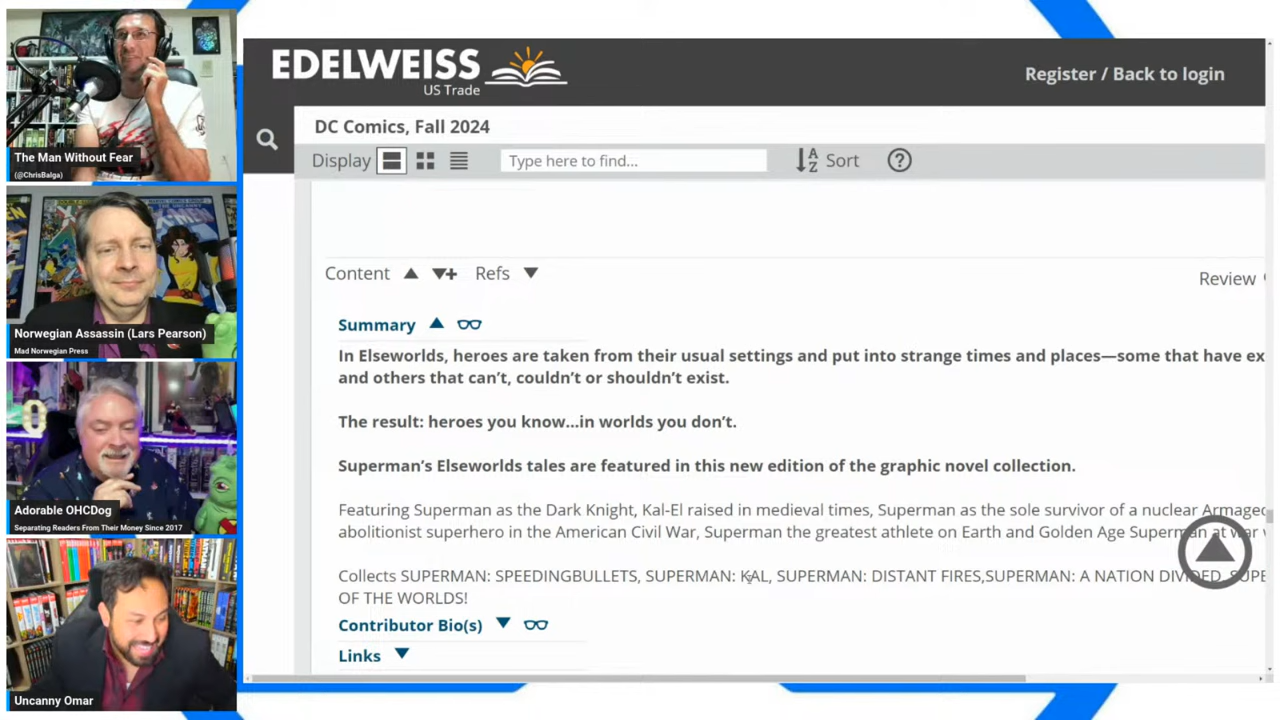 The Man Without Fear
(@ChrisBalga)
Norwegian Assassin (Lars Pearson)
Mad Norwegian Press
Adorable OHCDog
Separating Readers From Their Money Since 2017
Uncanny Omar
EDELWEISS
US Trade
Register / Back to login
DC Comics, Fall 2024
Display
Type here to find...
Sort
Content Refs
Review
Summary
In Elseworlds, heroes are taken from their usual settings and put into strange times and places—some that have ex
and others that can't, couldn't or shouldn't exist.
The result: heroes you know...in worlds you don't.
Superman's Elseworlds tales are featured in this new edition of the graphic novel collection.
Featuring Superman as the Dark Knight, Kal-El raised in medieval times, Superman as the sole survivor of a nuclear Armaged
abolitionist superhero in the American Civil War, Superman the greatest athlete on Earth and Golden Age Superman at war w
Collects SUPERMAN: SPEEDINGBULLETS, SUPERMAN: KAL, SUPERMAN: DISTANT FIRES,SUPERMAN: A NATION DIVIDED, SUPE
OF THE WORLDS!
Contributor Bio(s)
Links